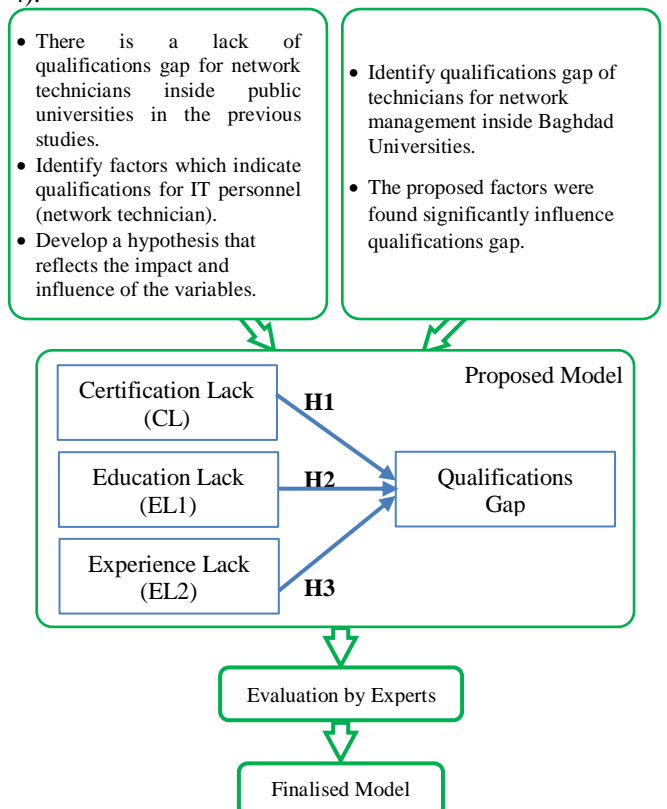 4).
• There is a lack of
qualifications gap for network
technicians inside public
universities in the previous
studies.
• Identify factors which indicate
qualifications for IT personnel
(network technician).
• Develop a hypothesis that
reflects the impact and
influence of the variables.
• Identify qualifications gap of
technicians for network
management inside Baghdad
Universities.
• The proposed factors were
found significantly influence
qualifications gap.
Proposed Model
Certification Lack
(CL)
H1
Education Lack
(EL1)
H2
Qualifications
Gap
Experience Lack
(EL2)
H3
Evaluation by Experts
Finalised Model